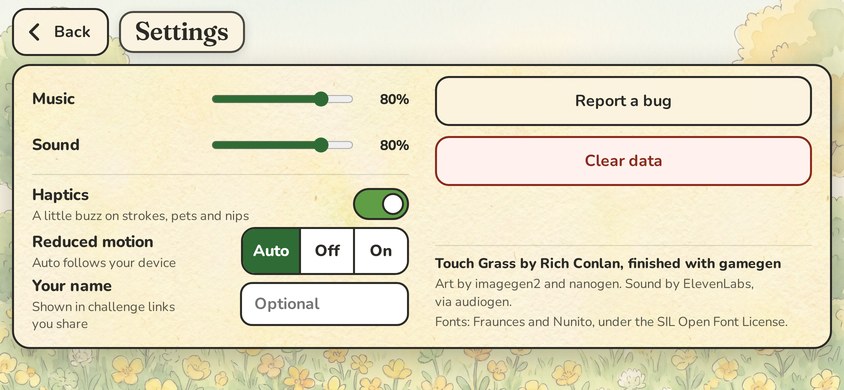 Back
Settings
Music
80%
Sound
80%
Haptics
A little buzz on strokes, pets and nips
Reduced motion
Auto follows your device
Auto
Off
On
Your name
Shown in challenge links
you share
Optional
Report a bug
Clear data
Touch Grass by Rich Conlan, finished with gamegen
Art by imagegen2 and nanogen. Sound by ElevenLabs,
via audiogen.
Fonts: Fraunces and Nunito, under the SIL Open Font License.